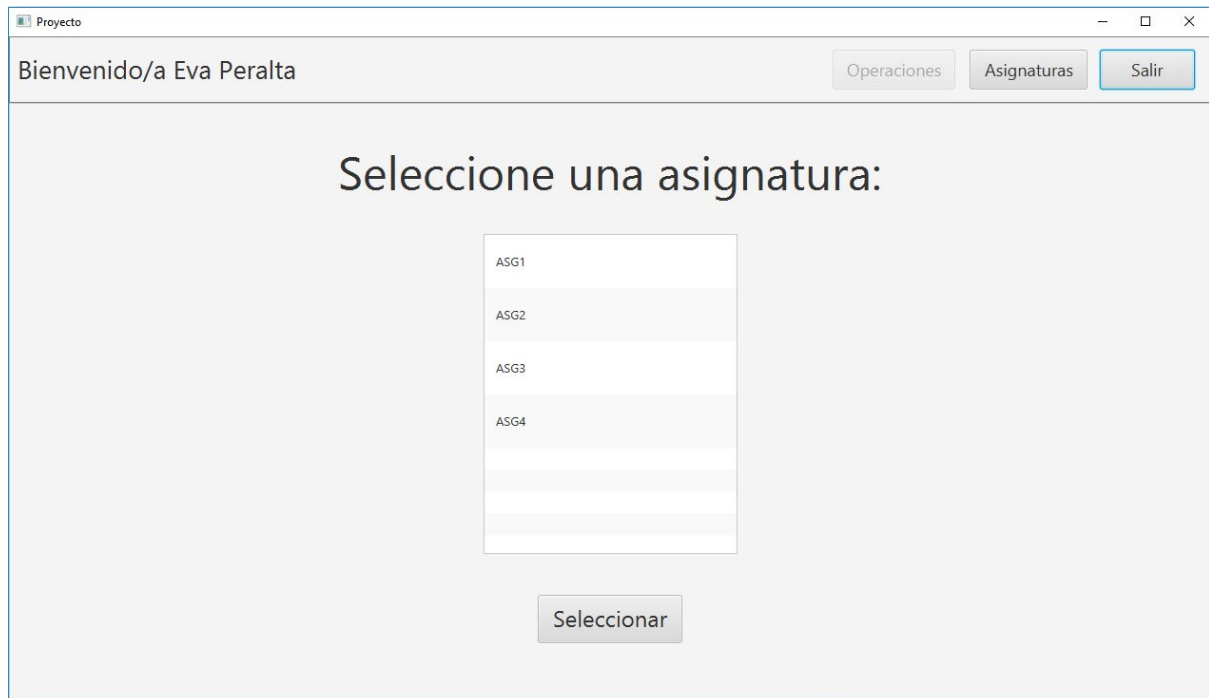 Proyecto
Bienvenido/a Eva Peralta
Operaciones
Asignaturas
Salir
Seleccione una asignatura:
ASG1
ASG2
ASG3
ASG4
Seleccionar